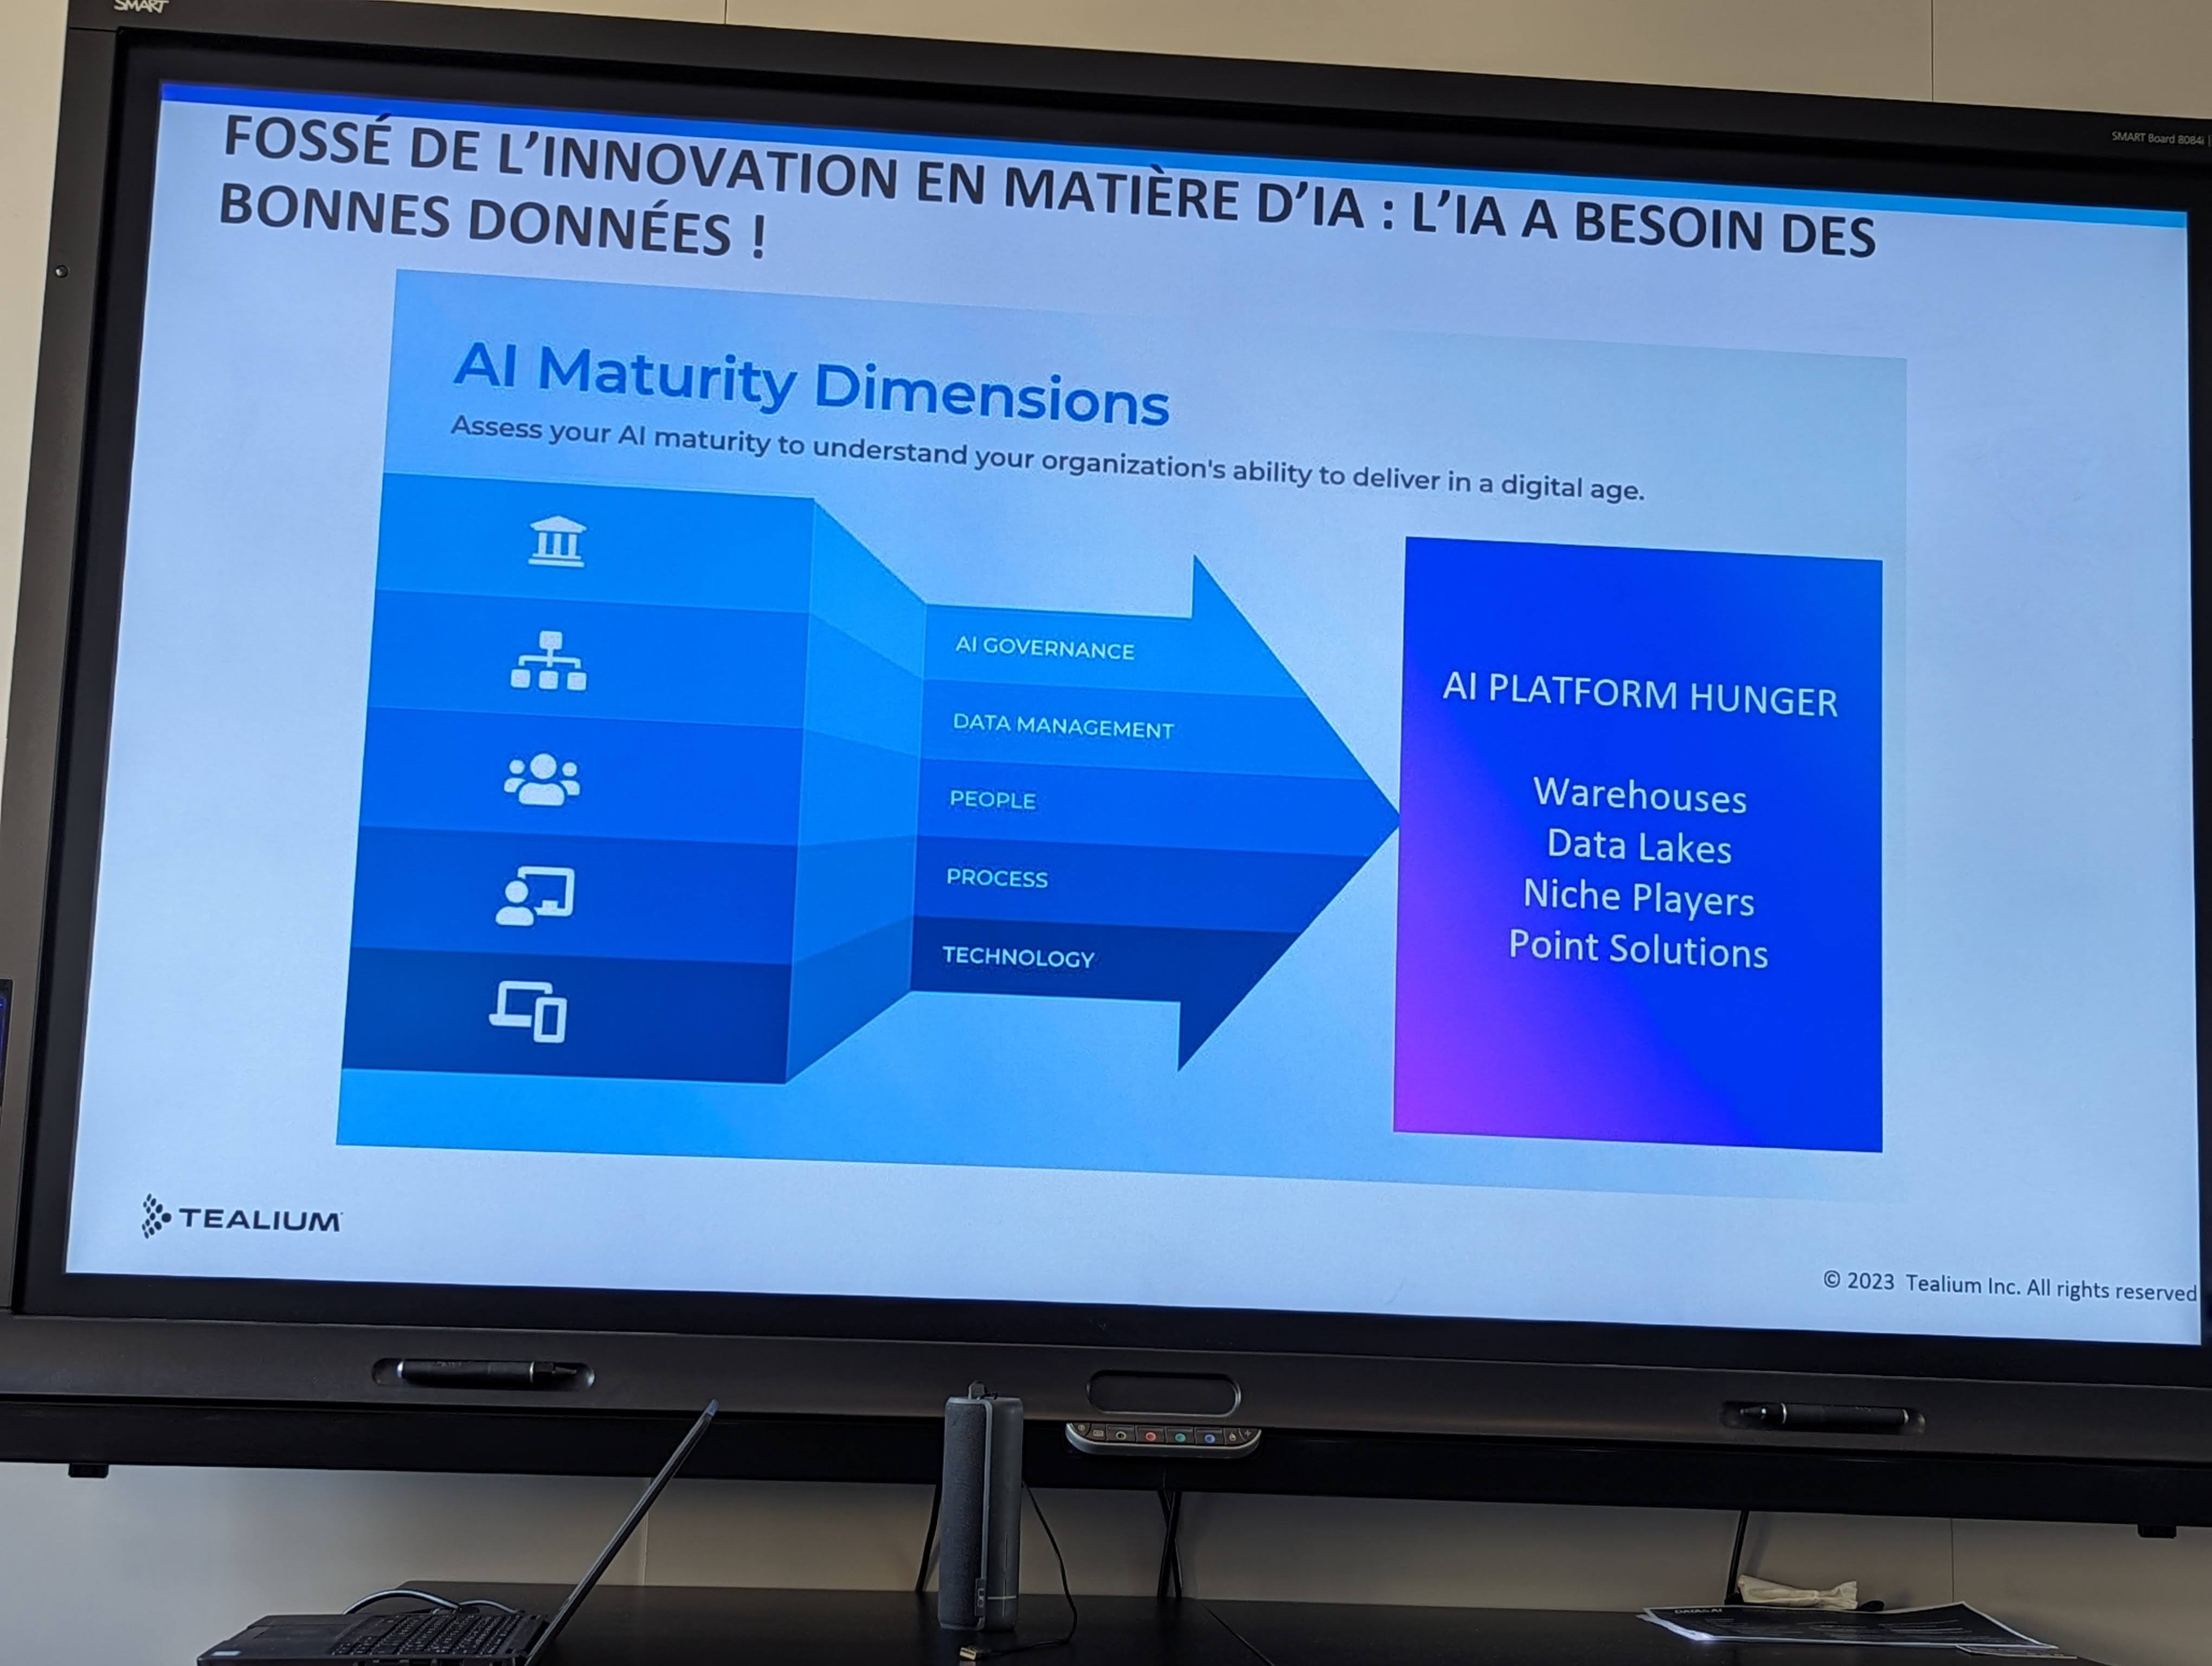 SMART
SMART Board 8084i
FOSSÉ DE L'INNOVATION EN MATIÈRE D'IA : L'IA A BESOIN DES
BONNES DONNÉES !
AI Maturity Dimensions
Assess your AI maturity to understand your organization's ability to deliver in a digital age.
AI GOVERNANCE
DATA MANAGEMENT
PEOPLE
PROCESS
TECHNOLOGY
AI PLATFORM HUNGER
Warehouses
Data Lakes
Niche Players
Point Solutions
TEALIUM
© 2023 Tealium Inc. All rights reserved